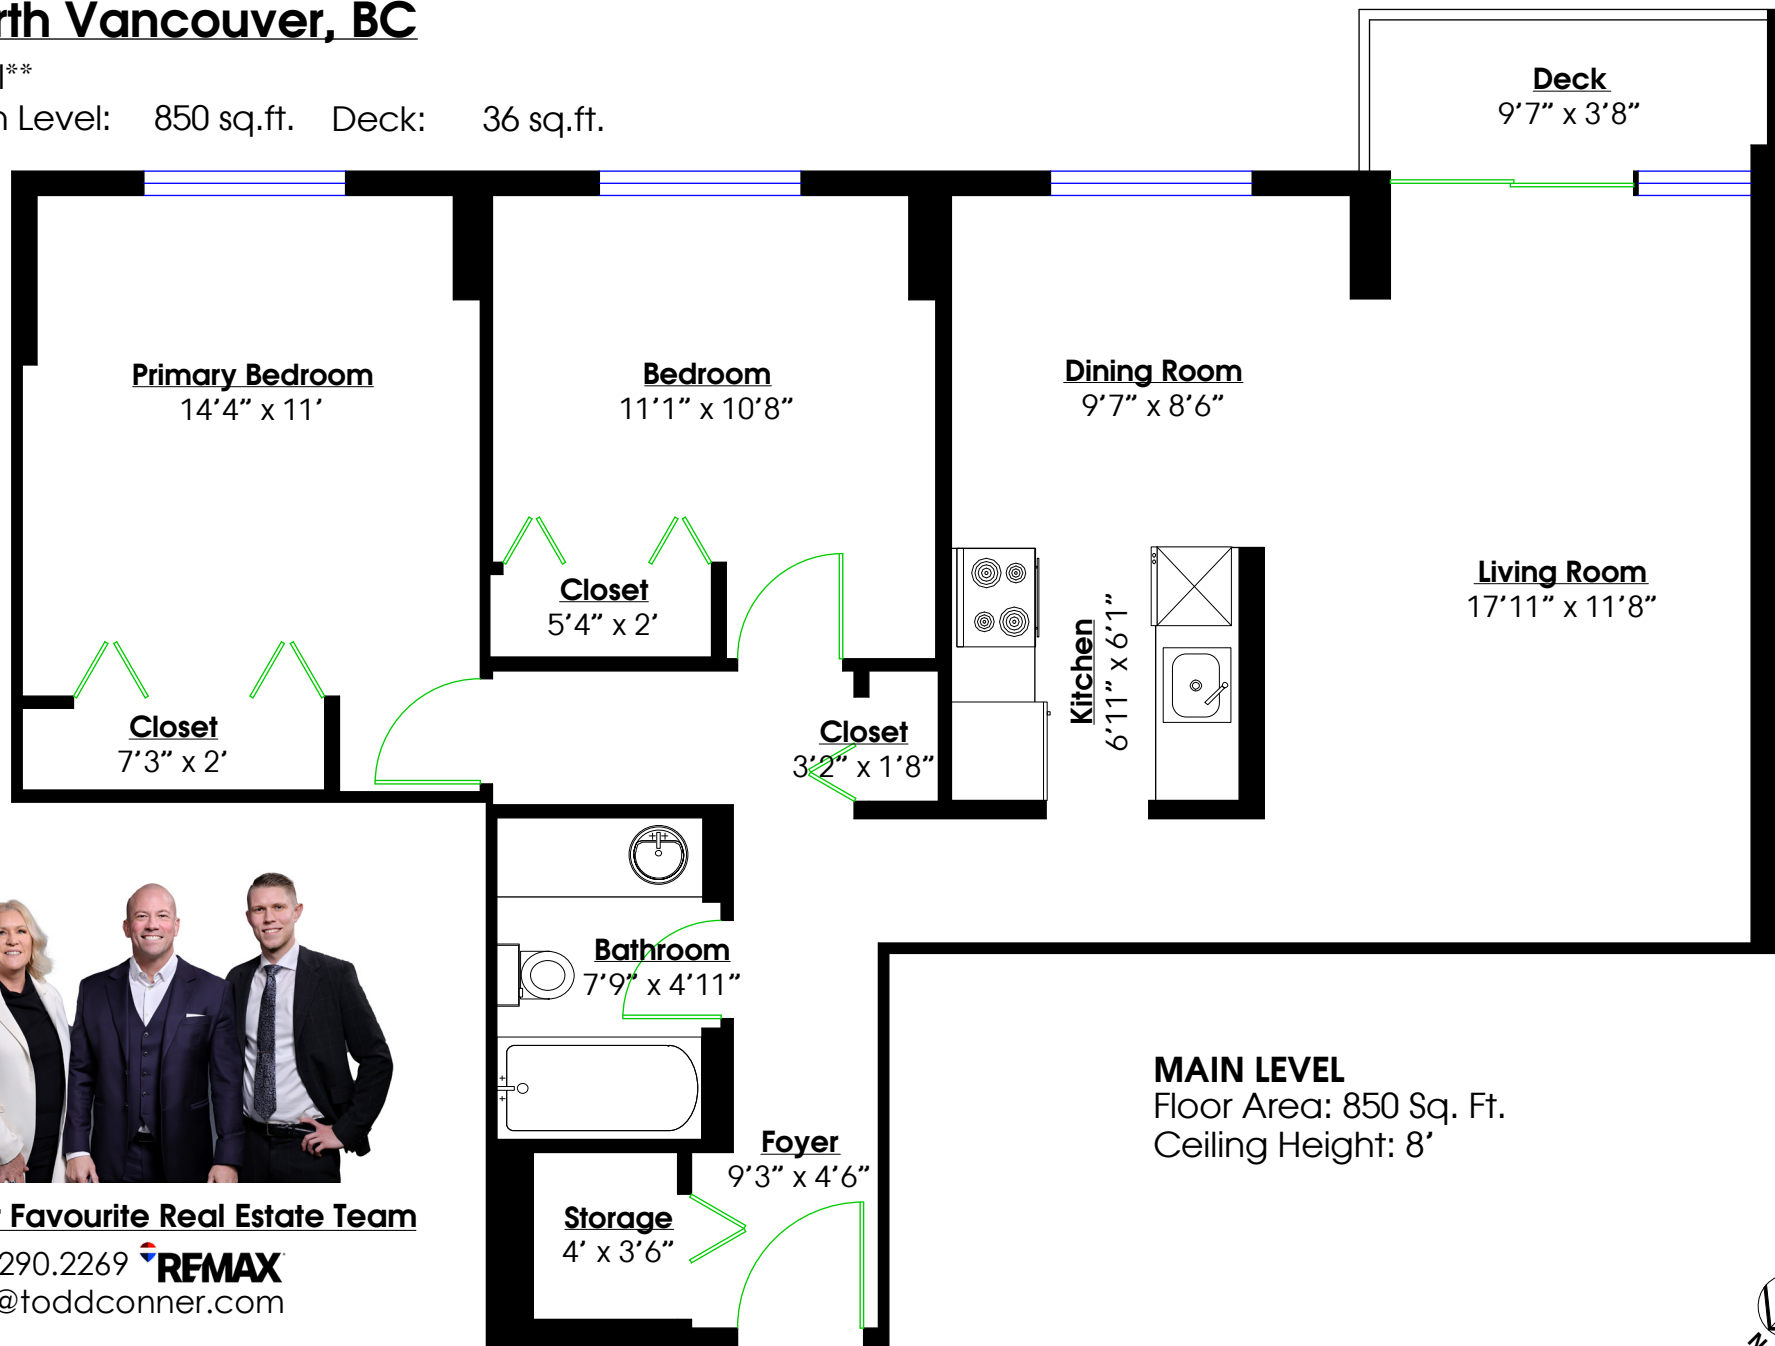 rth Vancouver, BC
**
Level: 850 sq.ft. Deck: 36 sq.ft.
Deck
9'7" x 3'8"
Primary Bedroom
14'4" x 11'
Bedroom
11'1" x 10'8"
Dining Room
9'7" x 8'6"
Living Room
17'11" x 11'8"
Kitchen
6'11" x 6'1"
Closet
5'4" x 2'
Closet
7'3" x 2'
Closet
3'2" x 1'8"
Bathroom
7'9" x 4'11"
Foyer
9'3" x 4'6"
Storage
4' x 3'6"
MAIN LEVEL
Floor Area: 850 Sq. Ft.
Ceiling Height: 8'
Favourite Real Estate Team
290.2269 RE/MAX
@toddconner.com
N